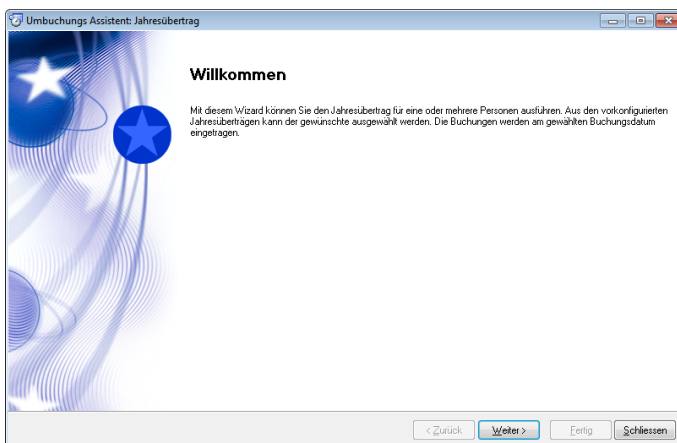 Umbuchungs Assistent: Jahresübertrag
Willkommen
Mit diesem Wizard können Sie den Jahresübertrag für eine oder mehrere Personen ausführen. Aus den vorkonfigurierten
Jahresüberträgen kann der gewünschte ausgewählt werden. Die Buchungen werden am gewählten Buchungsdatum
eingetragen.
< Zurück Weiter > Fertig Schliessen